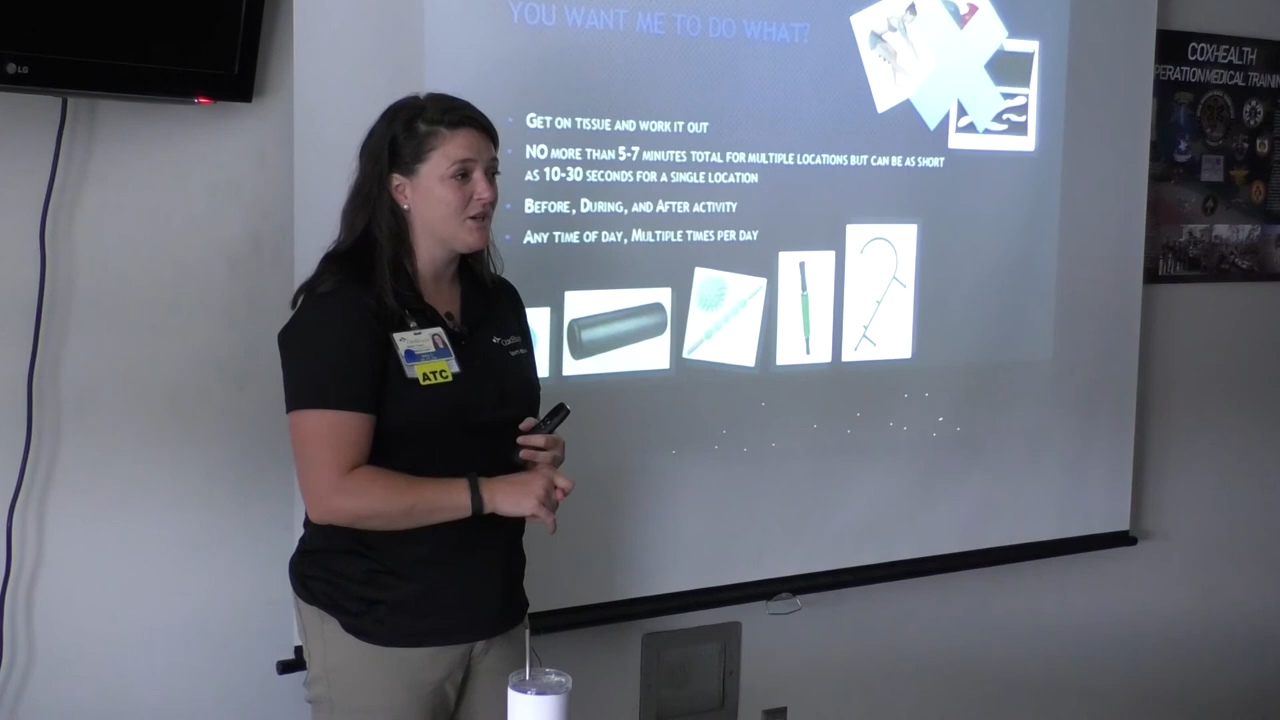 LG
YOU WANT ME TO DO WHAT?
GET ON TISSUE AND WORK IT OUT
NO MORE THAN 5-7 MINUTES TOTAL FOR MULTIPLE LOCATIONS BUT CAN BE AS SHORT
AS 10-30 SECONDS FOR A SINGLE LOCATION
BEFORE, DURING, AND AFTER ACTIVITY
ANY TIME OF DAY, MULTIPLE TIMES PER DAY
COXHEALTH
PERATION MEDICAL TRAININ
ATC